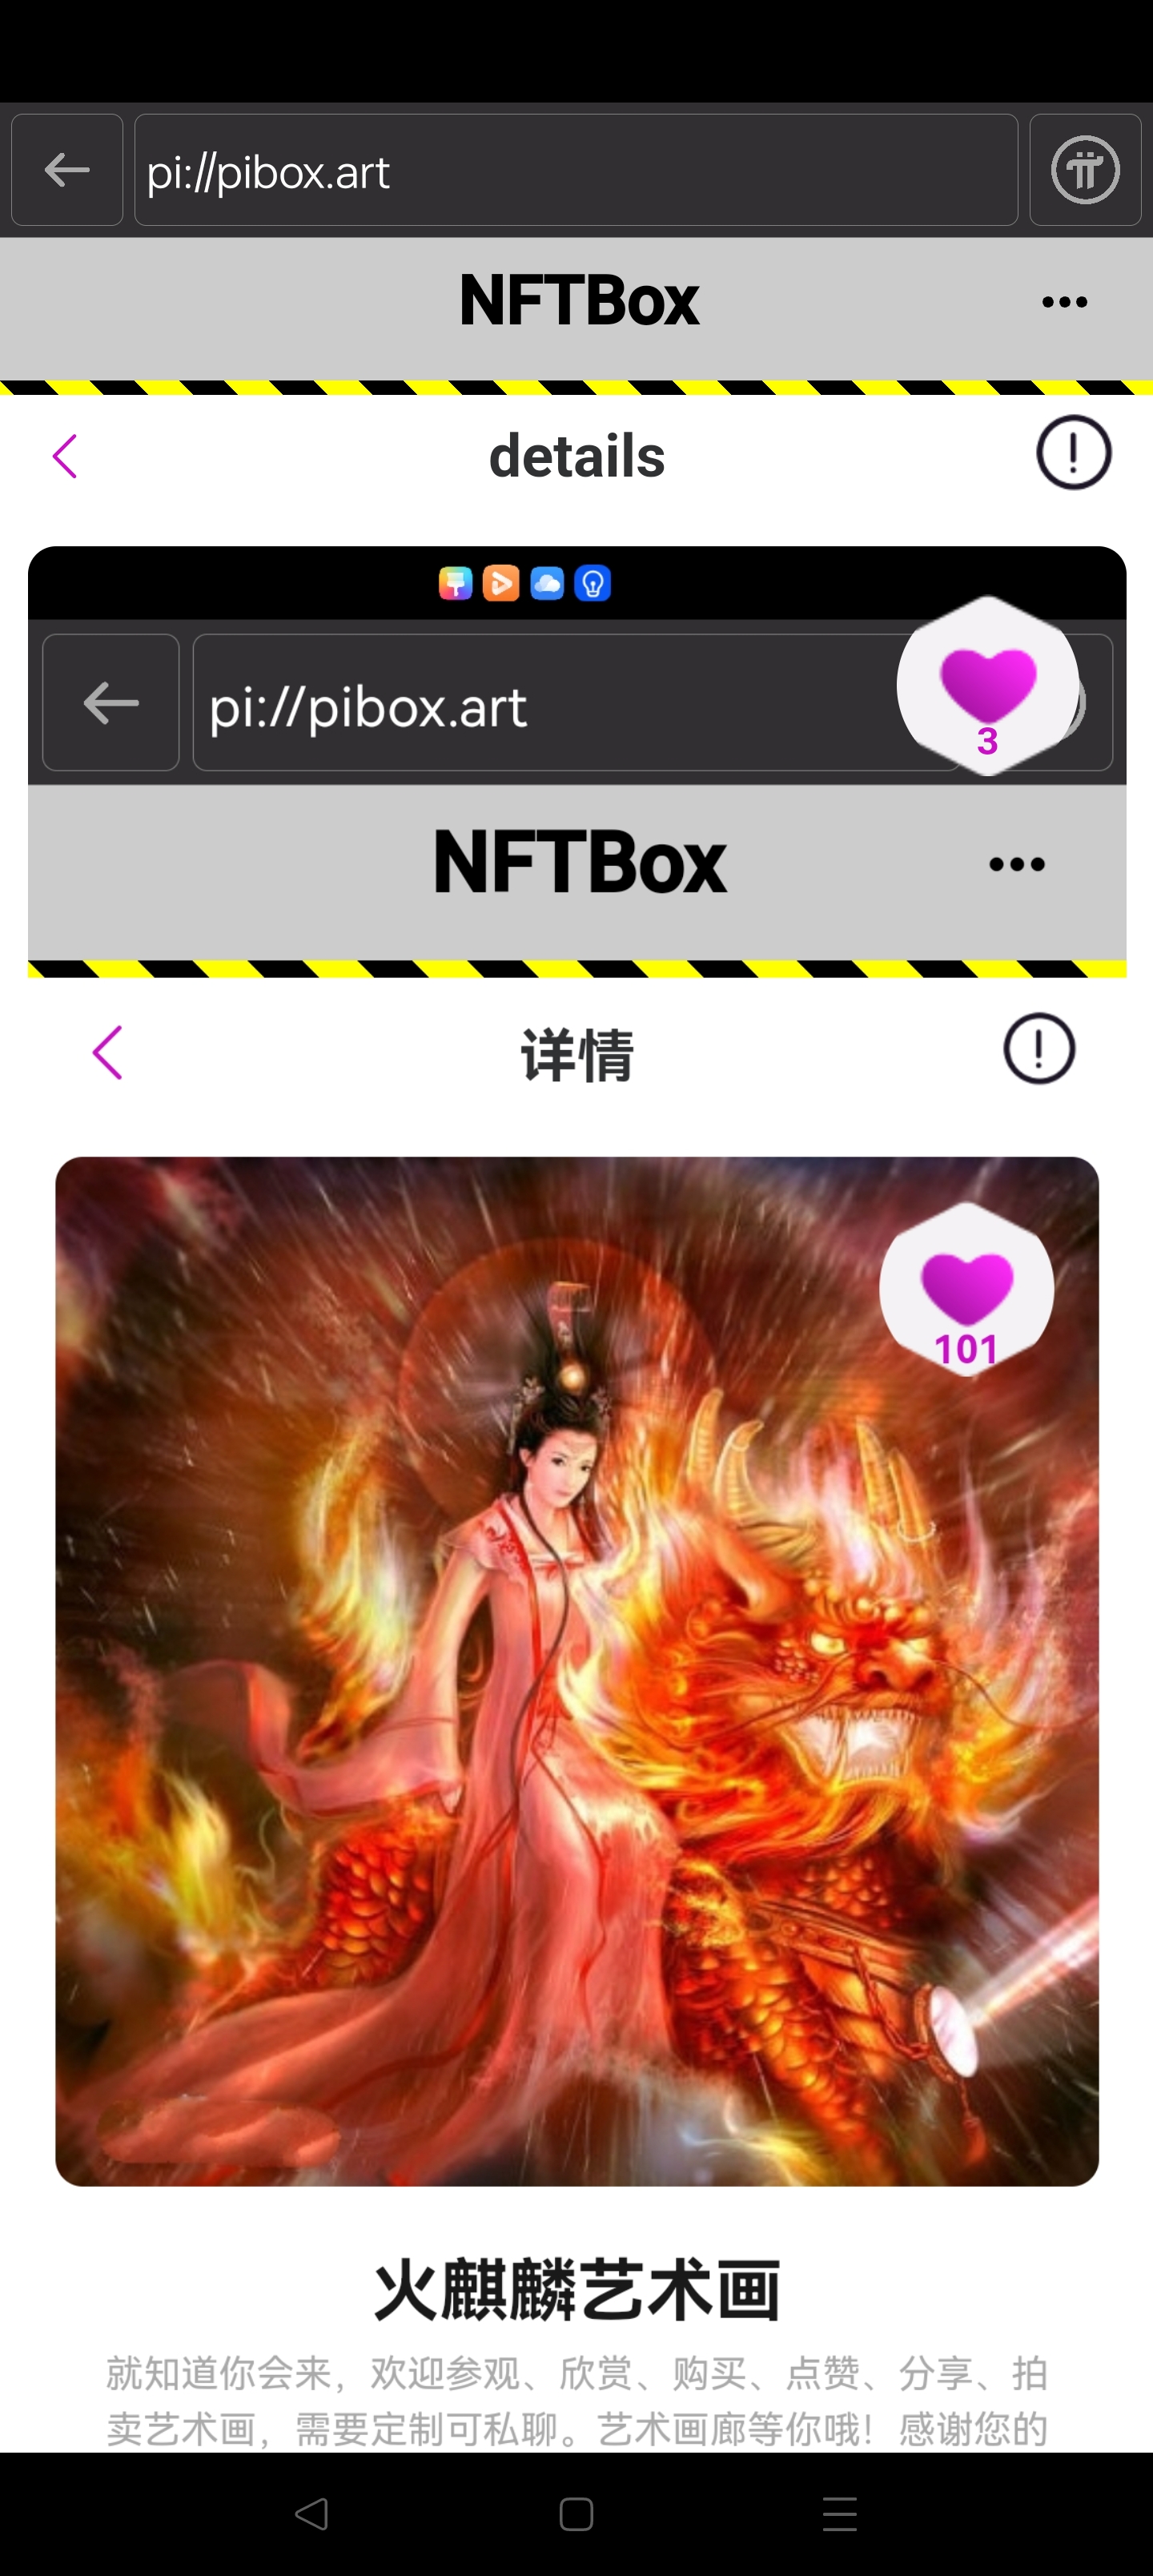 pi://pibox.art
NFTBox
details
pi://pibox.art
3
NFTBox
详情
101
火麒麟艺术画
就知道你会来，欢迎参观、欣赏、购买、点赞、分享、拍
卖艺术画，需要定制可私聊。艺术画廊等你哦！感谢您的